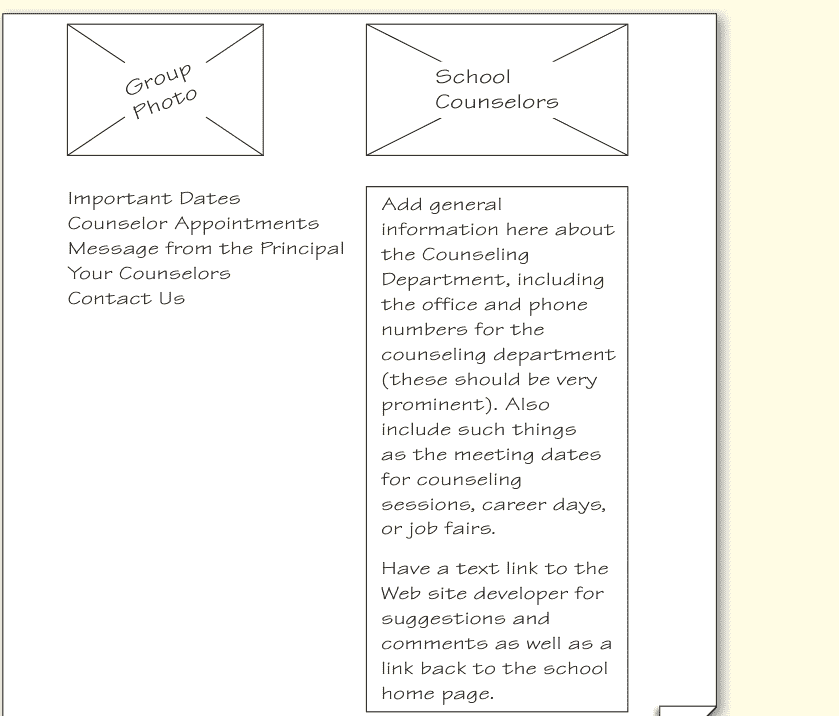 Group
Photo
School
Counselors
Important Dates
Counselor Appointments
Message from the Principal
Your Counselors
Contact Us
Add general
information here about
the Counseling
Department, including
the office and phone
numbers for the
counseling department
(these should be very
prominent). Also
include such things
as the meeting dates
for counseling
sessions, career days,
or job fairs.
Have a text link to the
Web site developer for
suggestions and
comments as well as a
link back to the school
home page.